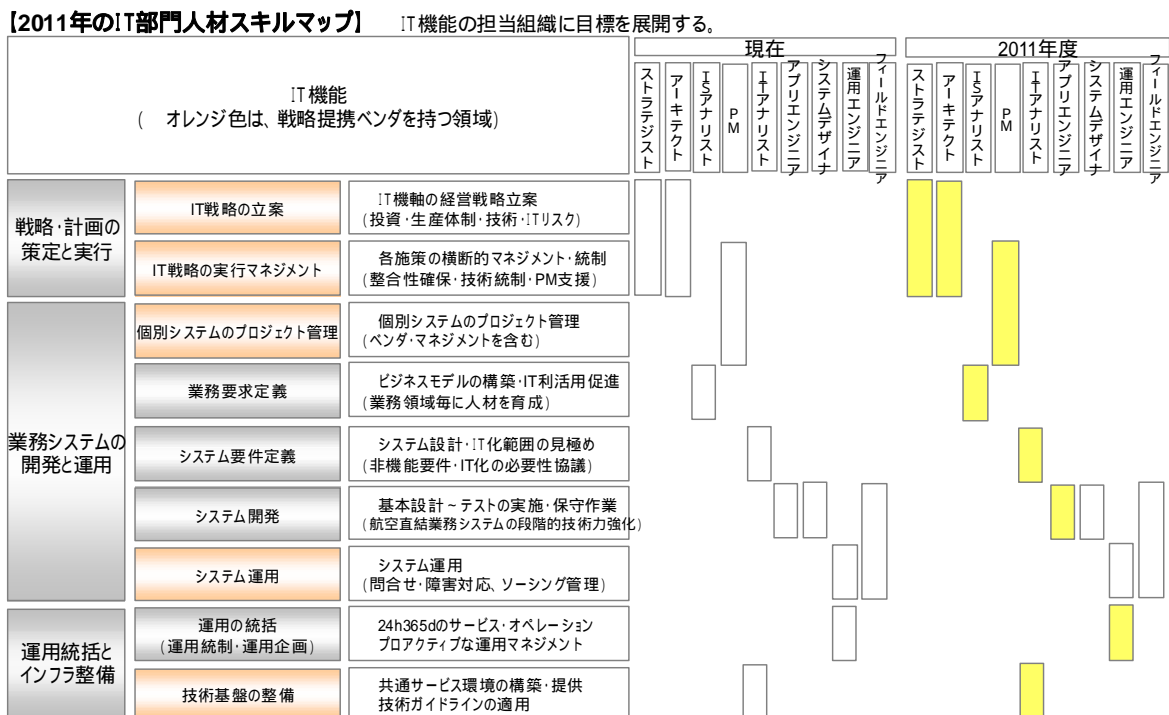 【2011年のIT部門人材スキルマップ】 IT機能の担当組織に目標を展開する。
現在
2011年度
IT機能
( オレンジ色は、戦略提携ベンダを持つ領域)
ストラテジスト
アーキテクト
ISアナリスト
PM
ITアナリスト
アプリエンジニア
システムデザイナ
運用エンジニア
フィールドエンジニア
ストラテジスト
アーキテクト
ISアナリスト
PM
ITアナリスト
アプリエンジニア
システムデザイナ
運用エンジニア
フィールドエンジニア
戦略・計画の
策定と実行
IT戦略の立案
IT機軸の経営戦略立案
(投資・生産体制・技術・ITリスク)
IT戦略の実行マネジメント
各施策の横断的マネジメント・統制
(整合性確保・技術統制・PM支援)
業務システムの
開発と運用
個別システムのプロジェクト管理
個別システムのプロジェクト管理
(ベンダ・マネジメントを含む)
業務要求定義
ビジネスモデルの構築・IT利活用促進
(業務領域毎に人材を育成)
システム要件定義
システム設計・IT化範囲の見極め
(非機能要件・IT化の必要性協議)
システム開発
基本設計~テストの実施・保守作業
(航空直結業務システムの段階的技術力強化)
システム運用
システム運用
(問合せ・障害対応、ソーシング管理)
運用統括と
インフラ整備
運用の統括
(運用統制・運用企画)
24h365dのサービス・オペレーション
プロアクティブな運用マネジメント
技術基盤の整備
共通サービス環境の構築・提供
技術ガイドラインの適用